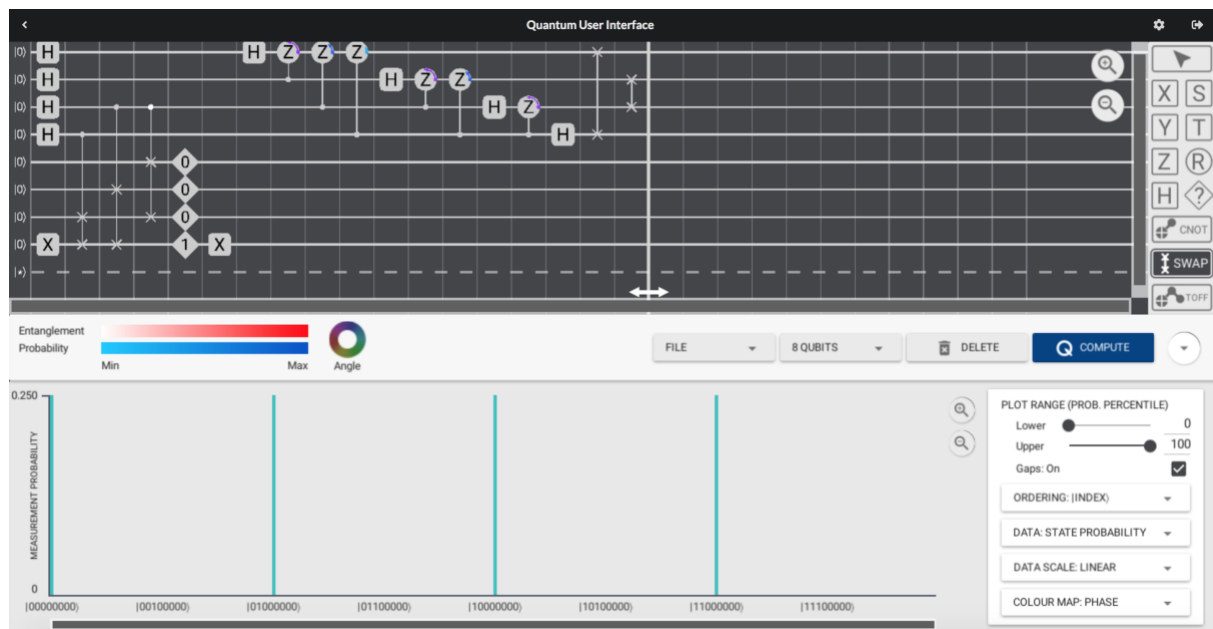 Quantum User Interface
|0⟩ H H Z Z Z
|0⟩ H H Z Z
|0⟩ H H Z
|0⟩ H H
|0⟩ 0
|0⟩ 0
|0⟩ 0
|0⟩ X 1 X
|•⟩
X S
Y T
Z R
H ?
CNOT
SWAP
TOFF
Entanglement
Probability
Min Max Angle
FILE 8 QUBITS DELETE Q COMPUTE
0.250
MEASUREMENT PROBABILITY
0
|00000000⟩ |00100000⟩ |01000000⟩ |01100000⟩ |10000000⟩ |10100000⟩ |11000000⟩ |11100000⟩
PLOT RANGE (PROB. PERCENTILE)
Lower 0
Upper 100
Gaps: On
ORDERING: |INDEX⟩
DATA: STATE PROBABILITY
DATA SCALE: LINEAR
COLOUR MAP: PHASE